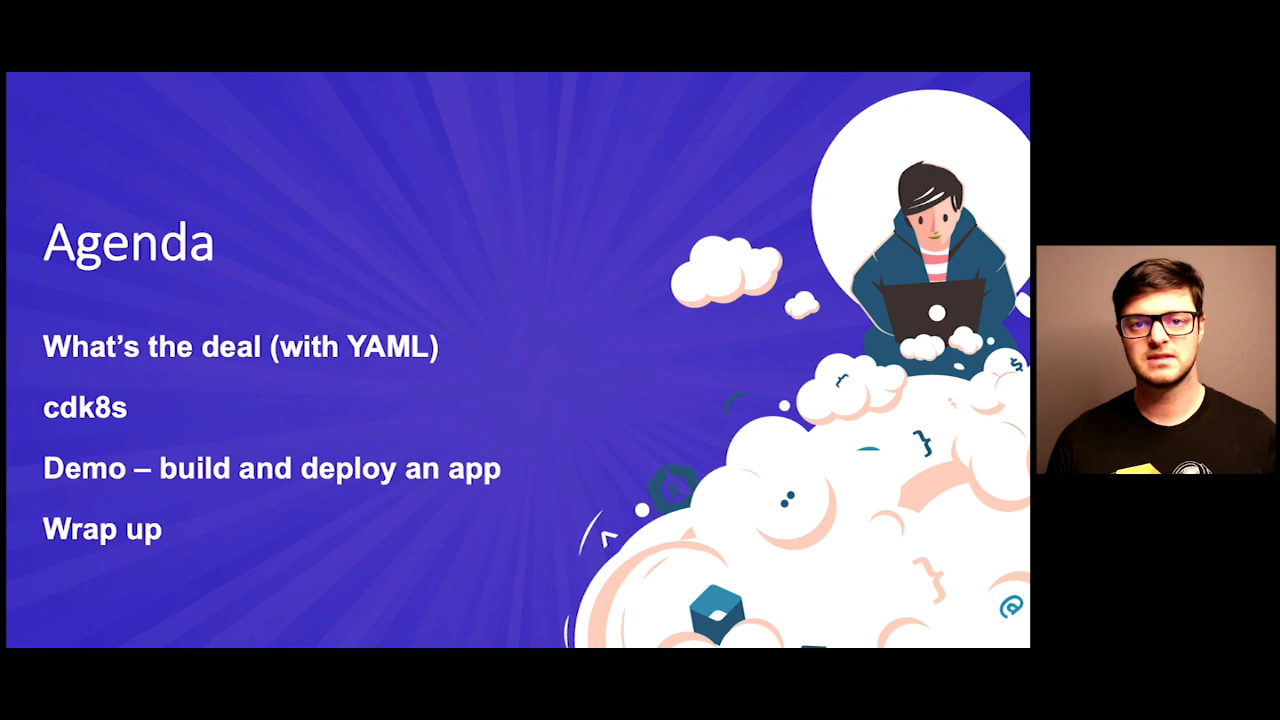 Agenda
What's the deal (with YAML)
cdk8s
Demo – build and deploy an app
Wrap up